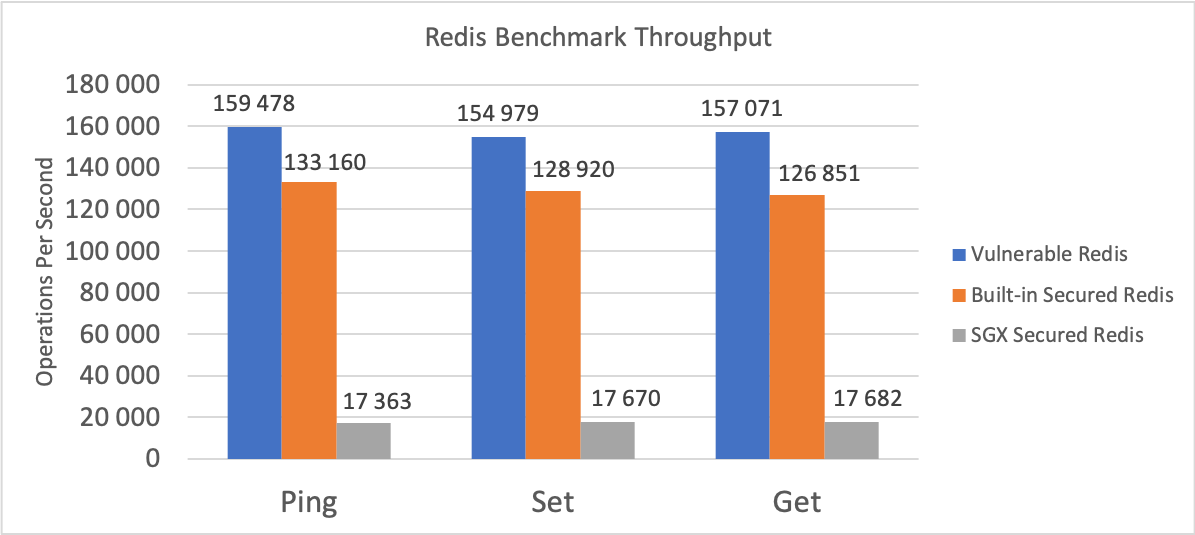 Redis Benchmark Throughput
Operations Per Second
180 000
160 000
140 000
120 000
100 000
80 000
60 000
40 000
20 000
0
159 478
133 160
17 363
154 979
128 920
17 670
157 071
126 851
17 682
Ping
Set
Get
Vulnerable Redis
Built-in Secured Redis
SGX Secured Redis